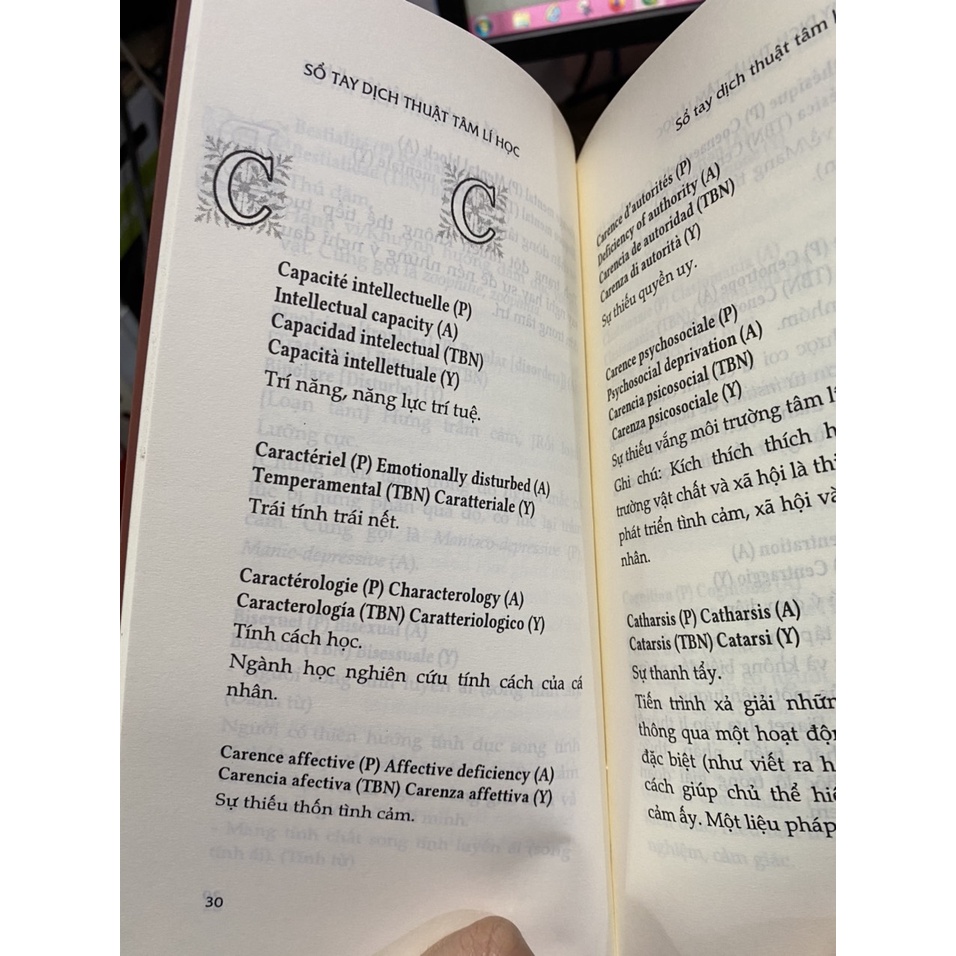 SỔ TAY DỊCH THUẬT TÂM LÍ HỌC
C C
Capacité intellectuelle (P)
Intellectual capacity (A)
Capacidad intelectual (TBN)
Capacità intellettuale (Y)
Trí năng, năng lực trí tuệ.
Caractériel (P) Emotionally disturbed (A)
Temperamental (TBN) Caratteriale (Y)
Trái tính trái nết.
Caractérologie (P) Characterology (A)
Caracterología (TBN) Caratteriologico (Y)
Tính cách học.
Ngành học nghiên cứu tính cách của cá
nhân.
Carence affective (P) Affective deficiency (A)
Carencia afectiva (TBN) Carenza affettiva (Y)
Sự thiếu thốn tình cảm.
30
Sổ tay dịch thuật tâm
Carence d'autorités (P)
Deficiency of authority (A)
Carencia de autoridad (TBN)
Carenza di autorità (Y)
Sự thiếu quyền uy.
Carence psychosociale (P)
Psychosocial deprivation (A)
Carencia psicosocial (TBN)
Carenza psicosociale (Y)
Sự thiếu vắng môi trường tâm
Ghi chú: Kích thích thích
trường vật chất và xã hội là
phát triển tình cảm, xã hội
nhân.
Catharsis (P) Catharsis (A)
Catarsis (TBN) Catarsi (Y)
Sự thanh tẩy.
Tiến trình xả giải
thông qua một hoạt
đặc biệt (như viết ra
cách giúp chủ thể
cảm ấy. Một liệu pháp